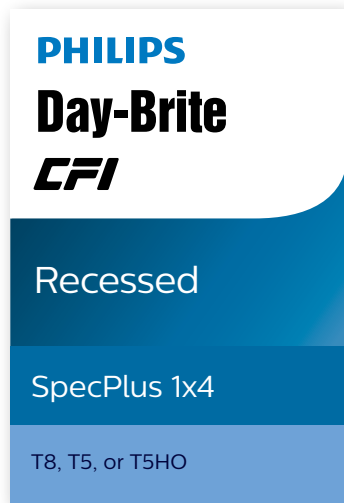 PHILIPS
Day-Brite
CFI
Recessed
SpecPlus 1x4
T8, T5, or T5HO